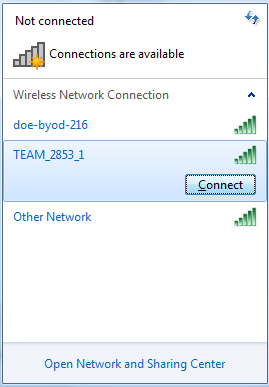 Not connected
Connections are available
Wireless Network Connection
doe-byod-216
TEAM_2853_1
Connect
Other Network
Open Network and Sharing Center